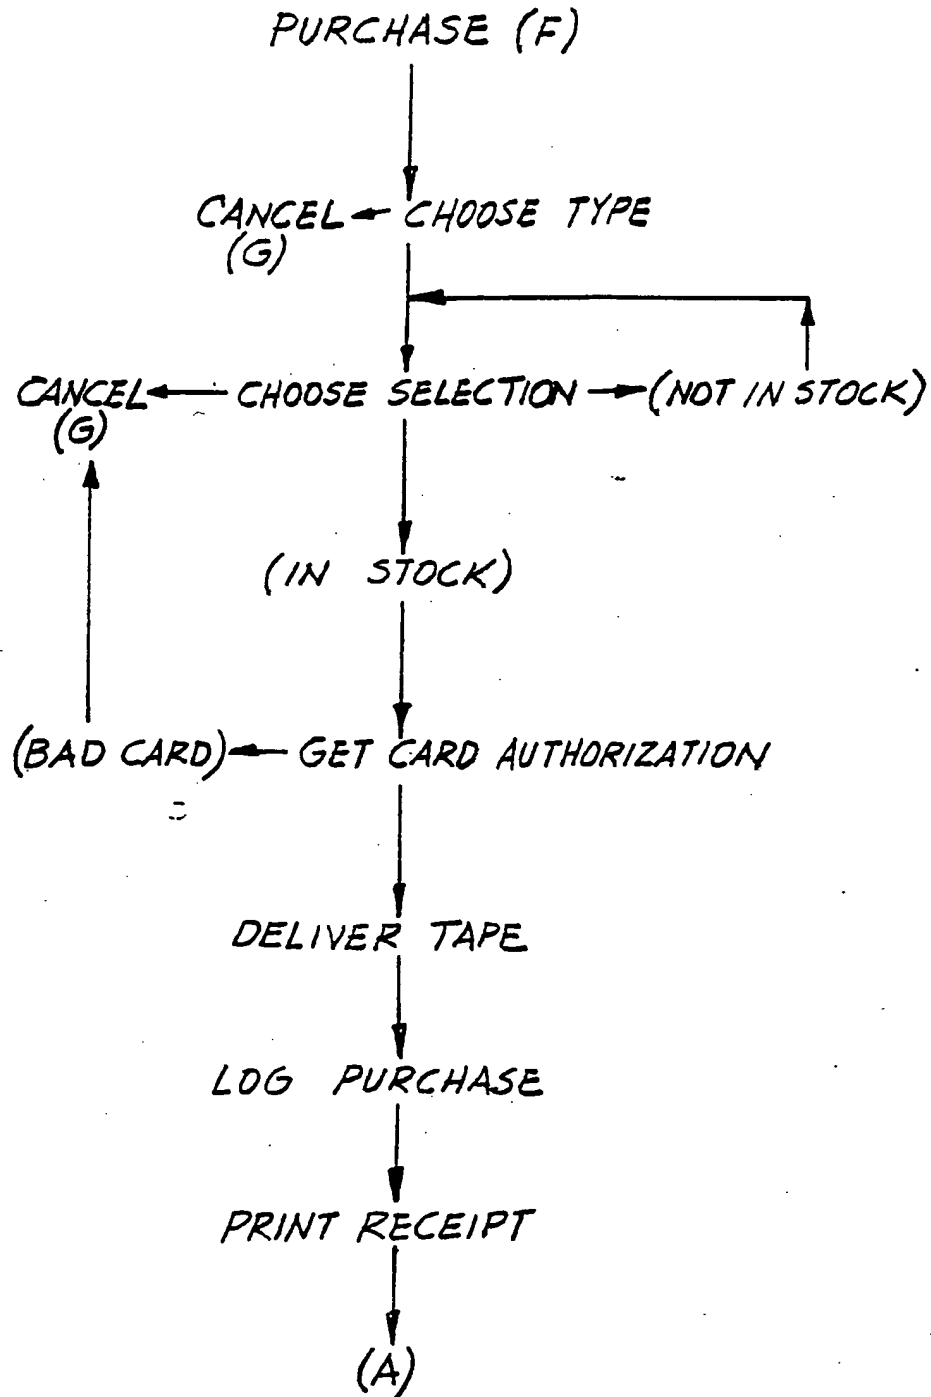 PURCHASE (F)
CANCEL CHOOSE TYPE
(G)
CANCEL CHOOSE SELECTION (NOT IN STOCK)
(G)
(IN STOCK)
(BAD CARD) GET CARD AUTHORIZATION
DELIVER TAPE
LOG PURCHASE
PRINT RECEIPT
(A)